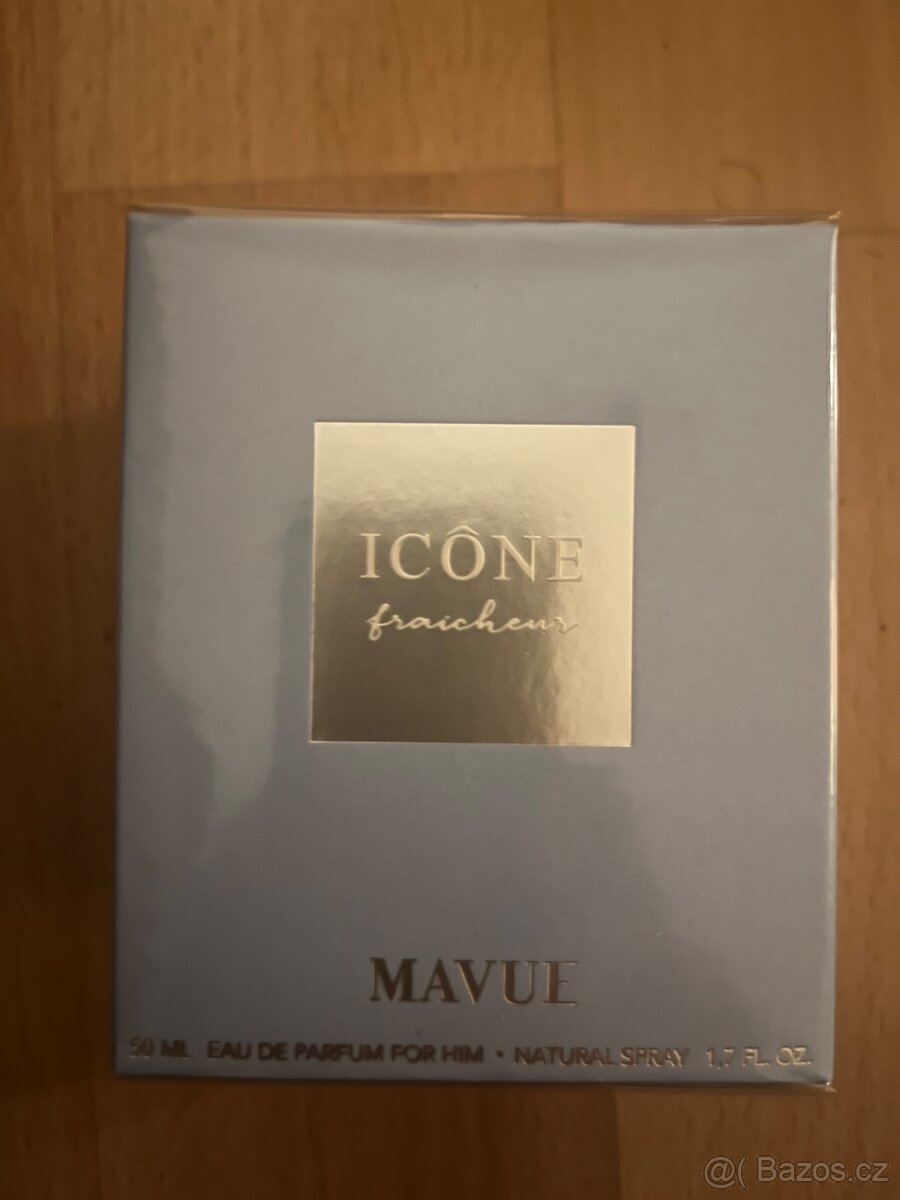 ICÔNE
fraicheur
MAVUE
50 ML EAU DE PARFUM FOR HIM • NATURAL SPRAY 1,7 FL. OZ.
@( Bazos.cz